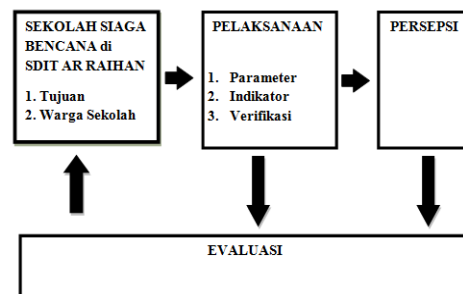 SEKOLAH SIAGA
BENCANA di
SDIT AR RAIHAN
1. Tujuan
2. Warga Sekolah
PELAKSANAAN
1. Parameter
2. Indikator
3. Verifikasi
PERSEPSI
EVALUASI